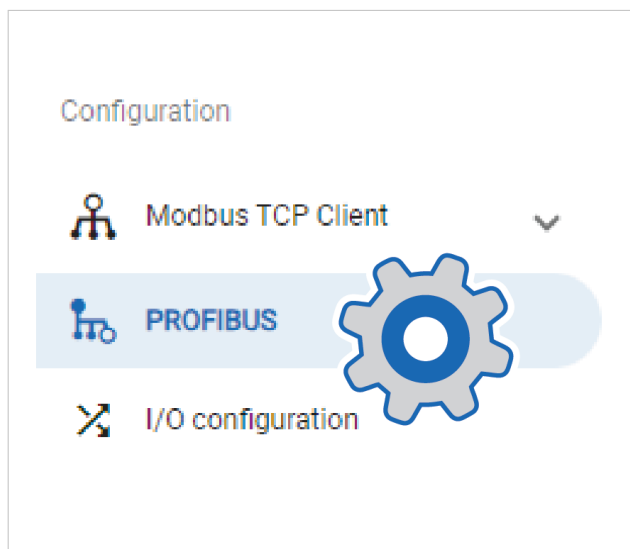 Configuration
Modbus TCP Client
PROFIBUS
I/O configuration